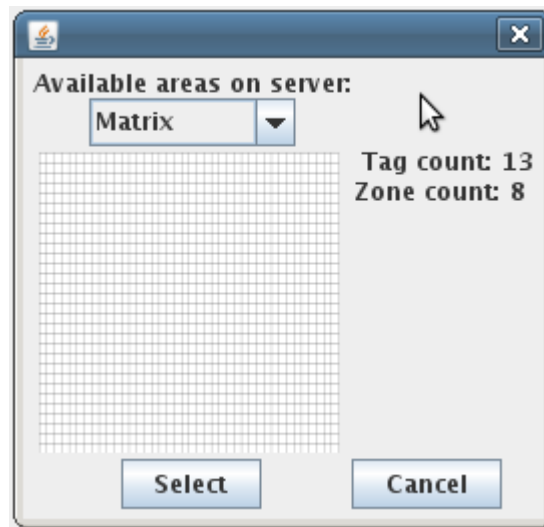 Available areas on server:
Matrix
Tag count: 13
Zone count: 8
Select
Cancel